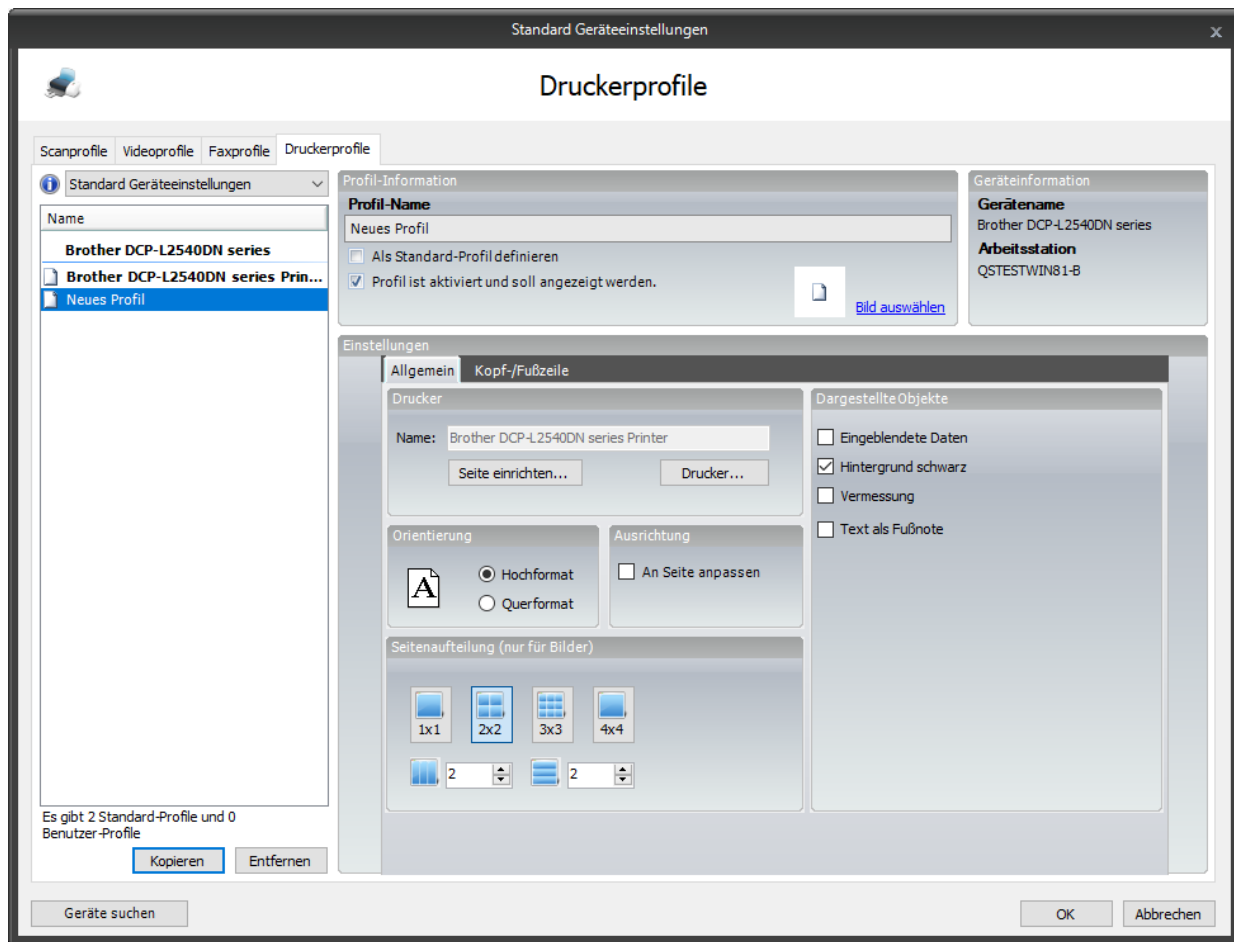 Standard Geräteeinstellungen
x
Druckerprofile
Scanprofile Videoprofile Faxprofile Druckerprofile
Standard Geräteeinstellungen
Name
Brother DCP-L2540DN series
Brother DCP-L2540DN series Prin...
Neues Profil
Es gibt 2 Standard-Profile und 0
Benutzer-Profile
Kopieren Entfernen
Profil-Information
Profil-Name
Neues Profil
Als Standard-Profil definieren
Profil ist aktiviert und soll angezeigt werden.
Bild auswählen
Geräteinformation
Gerätename
Brother DCP-L2540DN series
Arbeitsstation
QSTESTWIN81-B
Einstellungen
Allgemein Kopf-/Fußzeile
Drucker
Name: Brother DCP-L2540DN series Printer
Seite einrichten... Drucker...
Orientierung
A
Hochformat
Querformat
Ausrichtung
An Seite anpassen
Seitenaufteilung (nur für Bilder)
1x1 2x2 3x3 4x4
2 2
Dargestellte Objekte
Eingeblendete Daten
Hintergrund schwarz
Vermessung
Text als Fußnote
Geräte suchen
OK Abbrechen